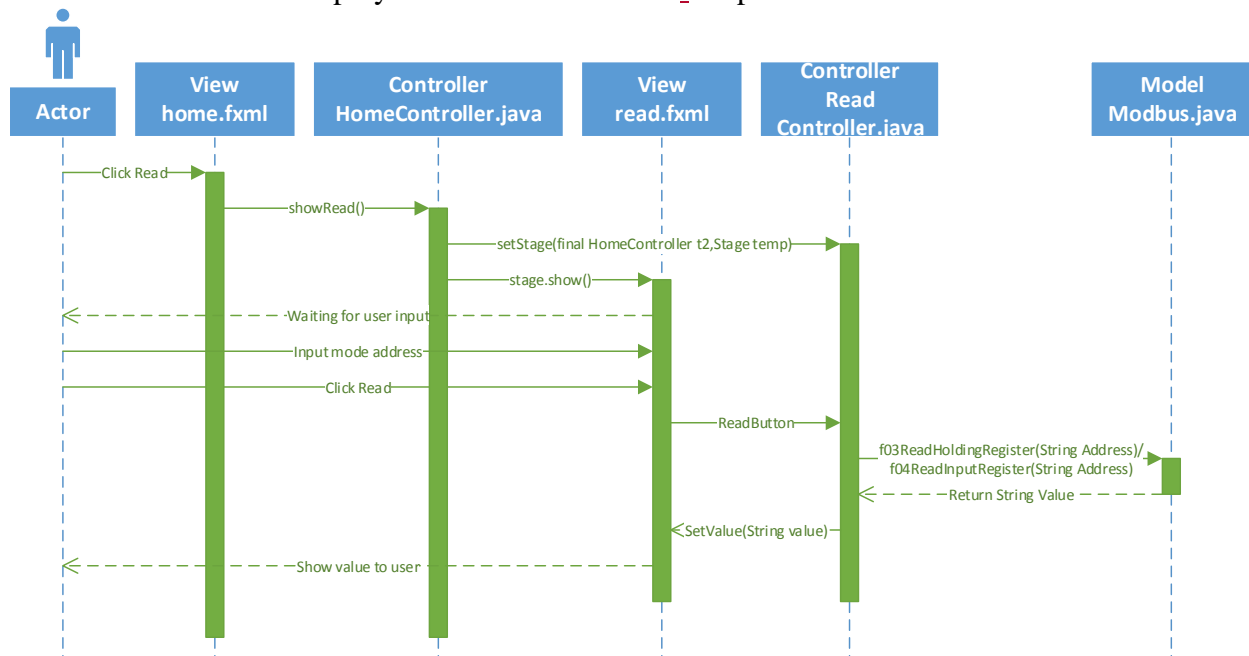 Actor
View
home.fxml
Controller
HomeController.java
View
read.fxml
Controller
Read
Controller.java
Model
Modbus.java
Click Read
showRead()
setStage(final HomeController t2,Stage temp)
stage.show()
Waiting for user input
Input mode address
Click Read
ReadButton
f03ReadHoldingRegister(String Address)/
f04ReadInputRegister(String Address)
Return String Value
SetValue(String value)
Show value to user